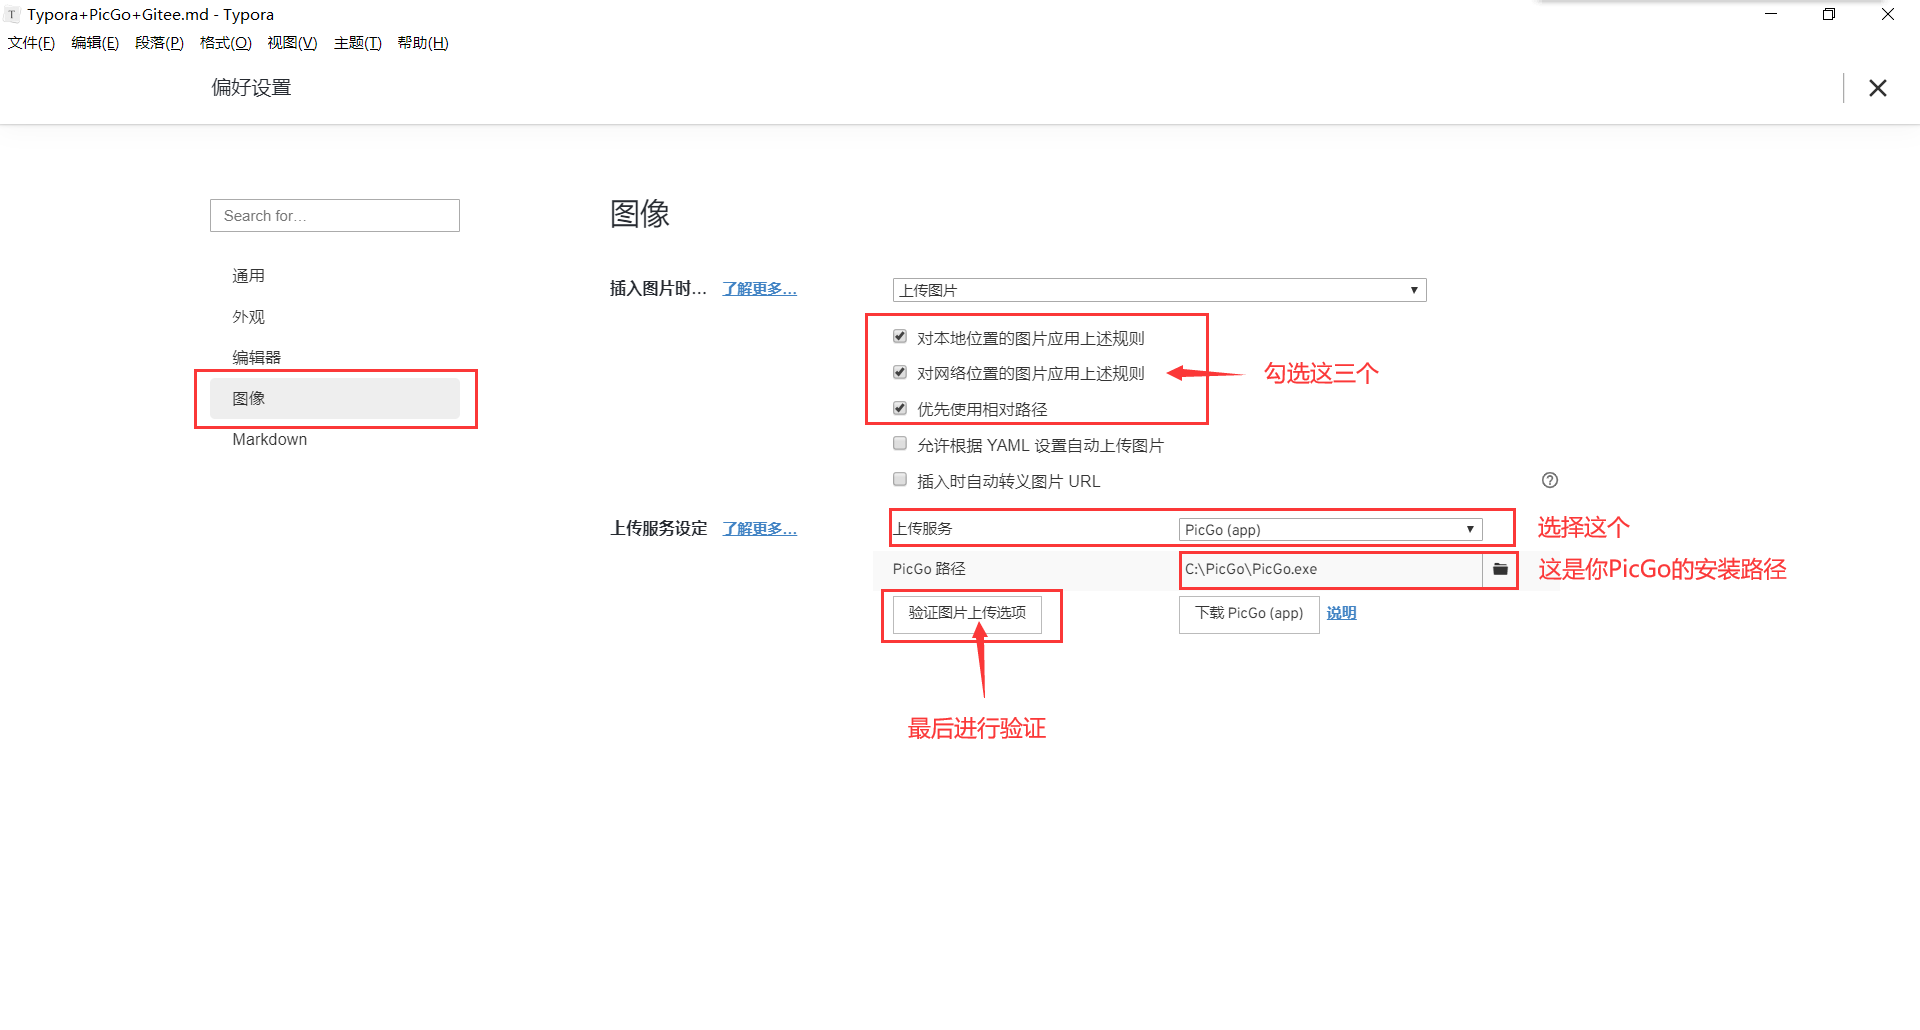 Typora+PicGo+Gitee.md - Typora
文件(F) 编辑(E) 段落(P) 格式(O) 视图(V) 主题(T) 帮助(H)
偏好设置
Search for...
通用
外观
编辑器
图像
Markdown
图像
插入图片时... 了解更多... 上传图片
对本地位置的图片应用上述规则
对网络位置的图片应用上述规则 勾选这三个
优先使用相对路径
允许根据 YAML 设置自动上传图片
插入时自动转义图片 URL
上传服务设定 了解更多... 上传服务 PicGo (app) 选择这个
PicGo 路径 C:\PicGo\PicGo.exe 这是你PicGo的安装路径
验证图片上传选项 下载 PicGo (app) 说明
最后进行验证